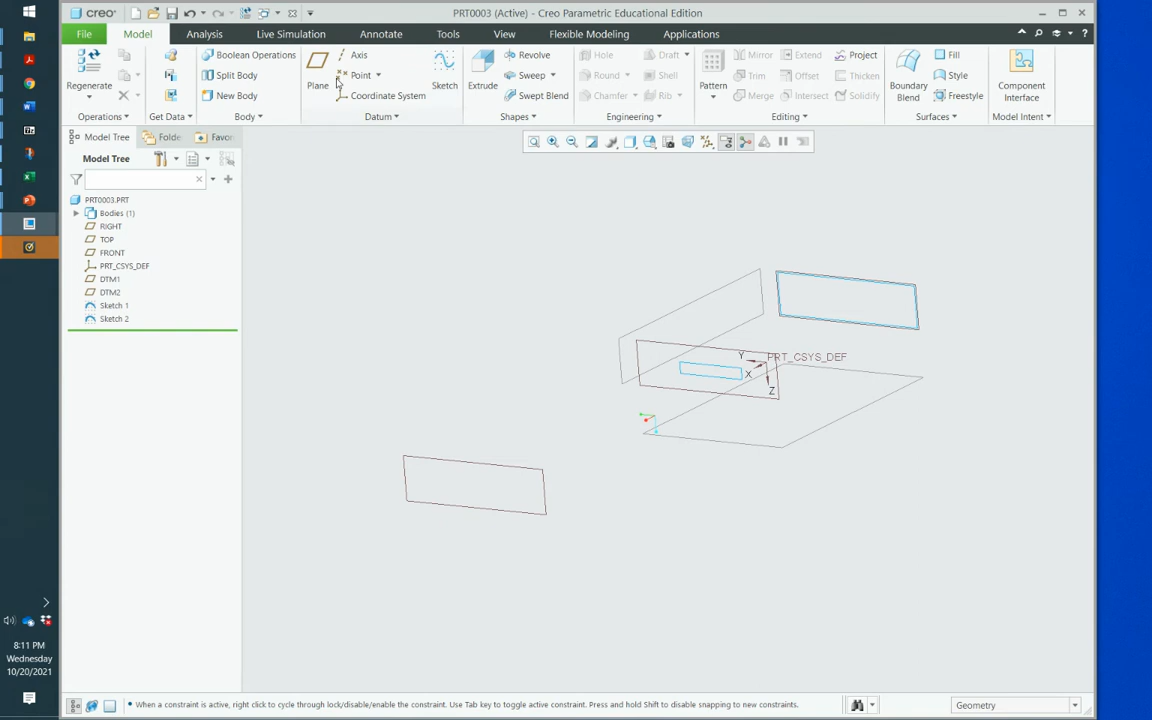 creo
PRT0003 (Active) - Creo Parametric Educational Edition
File
Model
Analysis
Live Simulation
Annotate
Tools
View
Flexible Modeling
Applications
Regenerate
Operations
Get Data
Boolean Operations
Split Body
New Body
Body
Plane
Axis
Point
Coordinate System
Sketch
Datum
Extrude
Revolve
Sweep
Swept Blend
Shapes
Hole
Round
Chamfer
Draft
Shell
Rib
Engineering
Pattern
Mirror
Trim
Merge
Extend
Offset
Intersect
Project
Thicken
Solidify
Editing
Boundary
Blend
Fill
Style
Freestyle
Surfaces
Component
Interface
Model Intent
Model Tree
Folde
Favor
Model Tree
PRT0003.PRT
Bodies (1)
RIGHT
TOP
FRONT
PRT_CSYS_DEF
DTM1
DTM2
Sketch 1
Sketch 2
Y
PRT_CSYS_DEF
X
Z
8:11 PM
Wednesday
10/20/2021
• When a constraint is active, right click to cycle through lock/disable/enable the constraint. Use Tab key to toggle active constraint. Press and hold Shift to disable snapping to new constraints.
Geometry